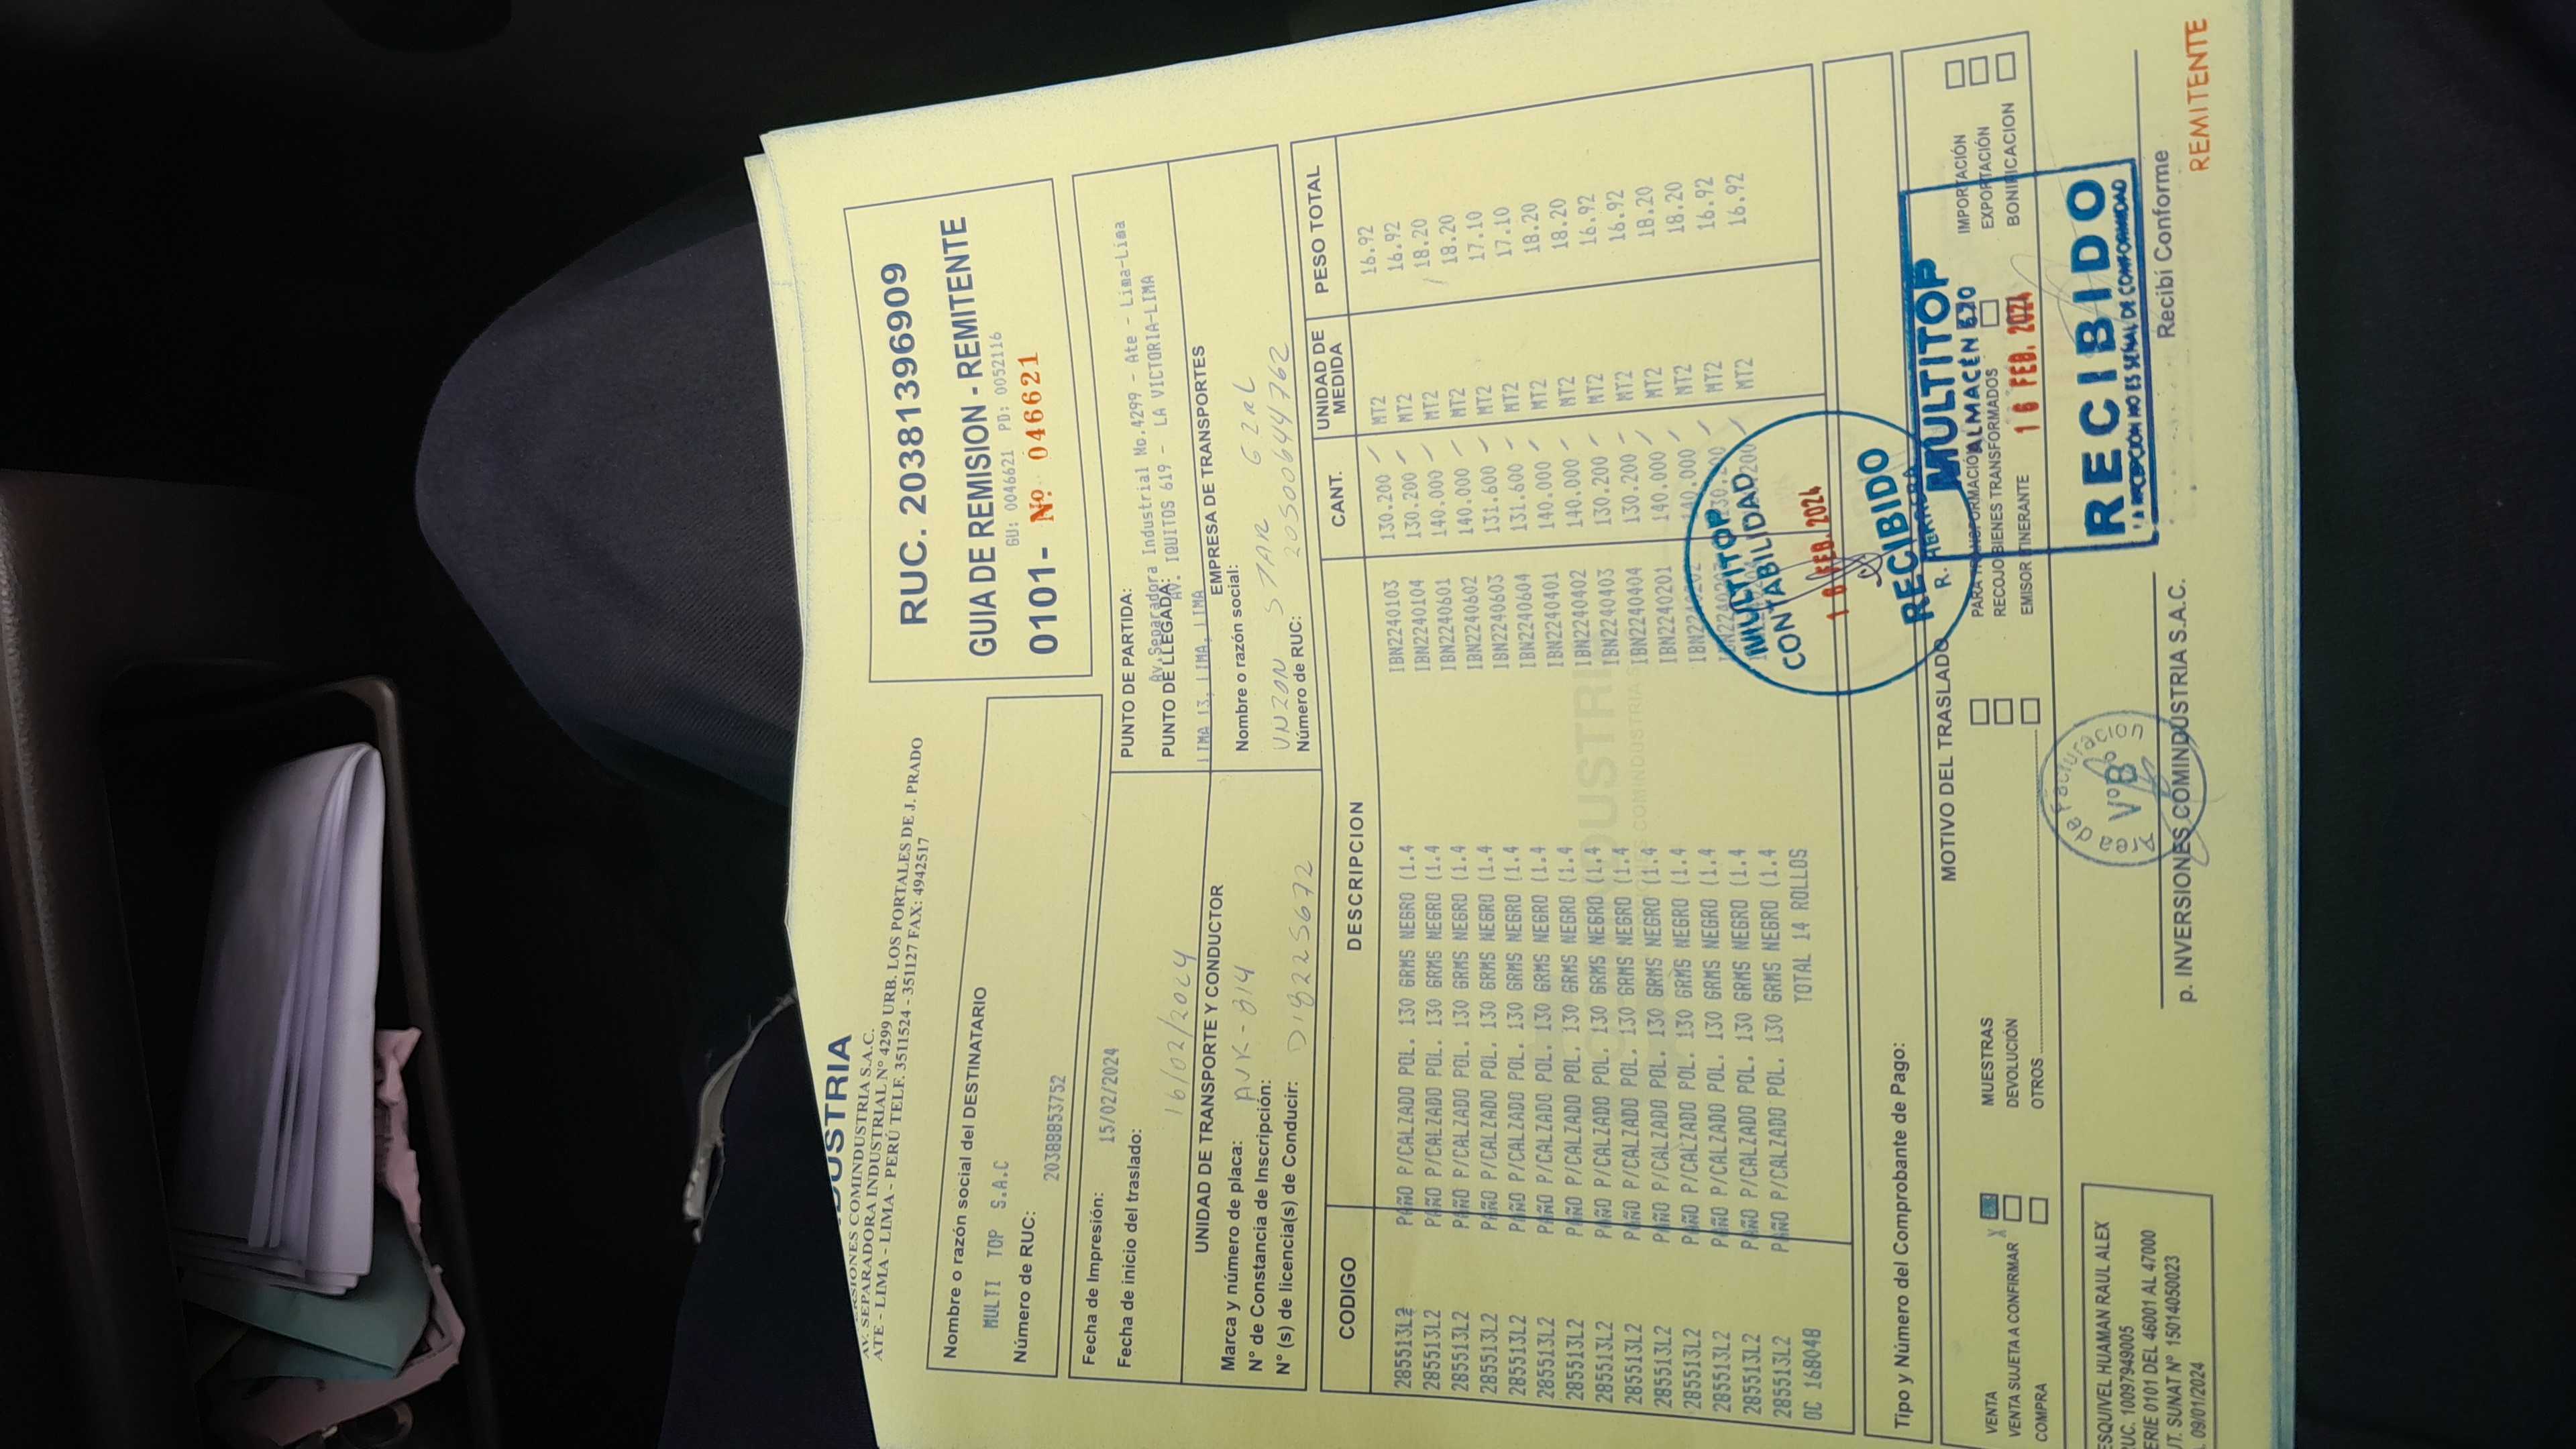 DUSTRIA
INVERSIONES COMINDUSTRIA S.A.C.
AV. SEPARADORA INDUSTRIAL N° 4299 URB. LOS PORTALES DE J. PRADO
ATE - LIMA - LIMA - PERÚ TELF. 3511524 - 351127 FAX: 4942517
RUC. 20381396909
GUIA DE REMISION - REMITENTE
GU: 0046621 PD: 0052116
0101- No. 046621
Nombre o razón social del DESTINATARIO
MULTI TOP S.A.C
Número de RUC: 20388853752
Fecha de Impresión: 15/02/2024
Fecha de inicio del traslado: 16/02/2024
PUNTO DE PARTIDA:
Av.Separadora Industrial No.4299 - Ate - Lima-Lima
PUNTO DE LLEGADA:
AV. IQUITOS 619 - LA VICTORIA-LIMA
LIMA 13, LIMA, LIMA
UNIDAD DE TRANSPORTE Y CONDUCTOR
Marca y número de placa:
N° de Constancia de Inscripción:
N° (s) de licencia(s) de Conducir:
EMPRESA DE TRANSPORTES
Nombre o razón social:
STAR
Número de RUC: 20500644762
CODIGO DESCRIPCION CANT. UNIDAD DE MEDIDA PESO TOTAL
285513L2 PAÑO P/CALZADO POL. 130 GRMS NEGRO (1.4 IBN2240103 130.200 MT2 16.92
285513L2 PAÑO P/CALZADO POL. 130 GRMS NEGRO (1.4 IBN2240104 130.200 MT2 16.92
285513L2 PAÑO P/CALZADO POL. 130 GRMS NEGRO (1.4 IBN2240601 140.000 MT2 18.20
285513L2 PAÑO P/CALZADO POL. 130 GRMS NEGRO (1.4 IBN2240602 140.000 MT2 18.20
285513L2 PAÑO P/CALZADO POL. 130 GRMS NEGRO (1.4 IBN2240603 131.600 MT2 17.10
285513L2 PAÑO P/CALZADO POL. 130 GRMS NEGRO (1.4 IBN2240604 131.600 MT2 17.10
285513L2 PAÑO P/CALZADO POL. 130 GRMS NEGRO (1.4 IBN2240401 140.000 MT2 18.20
285513L2 PAÑO P/CALZADO POL. 130 GRMS NEGRO (1.4 IBN2240402 140.000 MT2 18.20
285513L2 PAÑO P/CALZADO POL. 130 GRMS NEGRO (1.4 IBN2240403 130.200 MT2 16.92
285513L2 PAÑO P/CALZADO POL. 130 GRMS NEGRO (1.4 IBN2240404 130.200 MT2 16.92
285513L2 PAÑO P/CALZADO POL. 130 GRMS NEGRO (1.4 IBN2240201 140.000 MT2 18.20
285513L2 PAÑO P/CALZADO POL. 130 GRMS NEGRO (1.4 IBN2240202 140.000 MT2 18.20
285513L2 PAÑO P/CALZADO POL. 130 GRMS NEGRO (1.4 MT2 16.92
285513L2 PAÑO P/CALZADO POL. 130 GRMS NEGRO (1.4 MT2 16.92
OC 168048 TOTAL 14 ROLLOS
MULTITOP
CONTABILIDAD
FEB. 2024
RECIBIDO
R. HERRERA
Tipo y Número del Comprobante de Pago:
MOTIVO DEL TRASLADO
VENTA X
VENTA SUJETA A CONFIRMAR
COMPRA
MUESTRAS
DEVOLUCIÓN
OTROS
PARA TRANSFORMACIÓN
RECOJO BIENES TRANSFORMADOS
EMISOR ITINERANTE
IMPORTACIÓN
EXPORTACIÓN
BONIFICACION
MULTITOP
ALMACEN 620
16 FEB. 2024
RECIBIDO
LA RECEPCION NO ES SEÑAL DE CONFORMIDAD
Area de Facturacion
V°B°
p. INVERSIONES COMINDUSTRIA S.A.C.
Recibí Conforme
REMITENTE
ESQUIVEL HUAMAN RAUL ALEX
RUC. 10097949005
SERIE 0101 DEL 46001 AL 47000
AUT. SUNAT N° 15014050023
09/01/2024